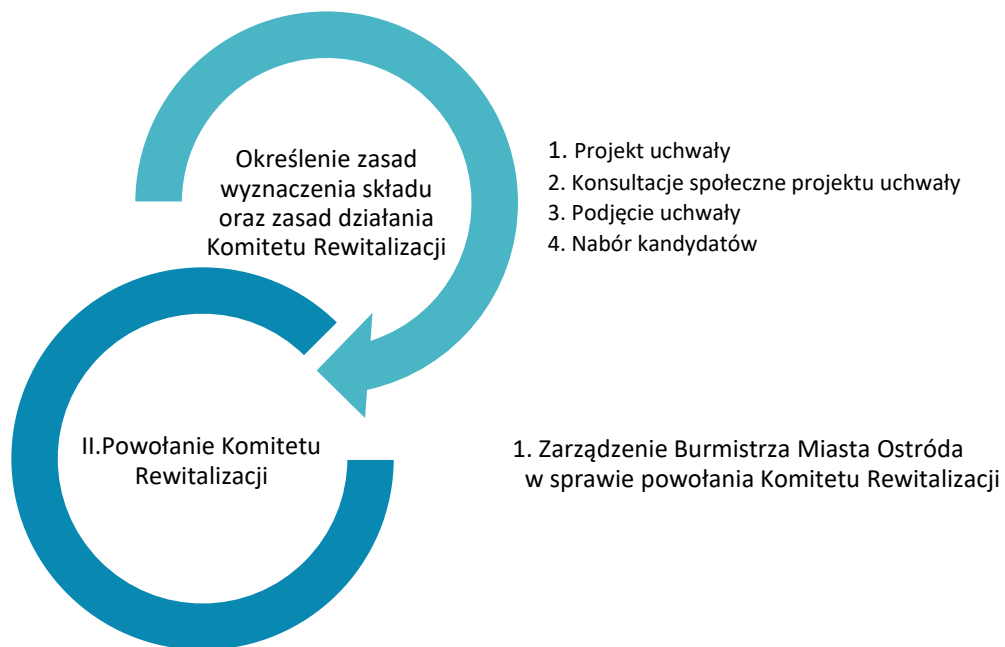 Określenie zasad
wyznaczenia składu
oraz zasad działania
Komitetu Rewitalizacji
1. Projekt uchwały
2. Konsultacje społeczne projektu uchwały
3. Podjęcie uchwały
4. Nabór kandydatów
II.Powołanie Komitetu
Rewitalizacji
1. Zarządzenie Burmistrza Miasta Ostróda
w sprawie powołania Komitetu Rewitalizacji